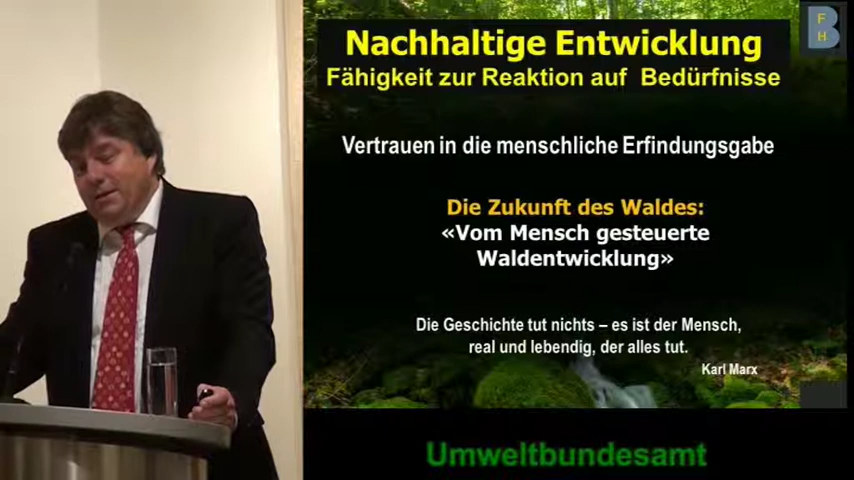 Nachhaltige Entwicklung
Fähigkeit zur Reaktion auf Bedürfnisse
B
F
H
Vertrauen in die menschliche Erfindungsgabe
Die Zukunft des Waldes:
«Vom Mensch gesteuerte
Waldentwicklung»
Die Geschichte tut nichts – es ist der Mensch,
real und lebendig, der alles tut.
Karl Marx
Umweltbundesamt